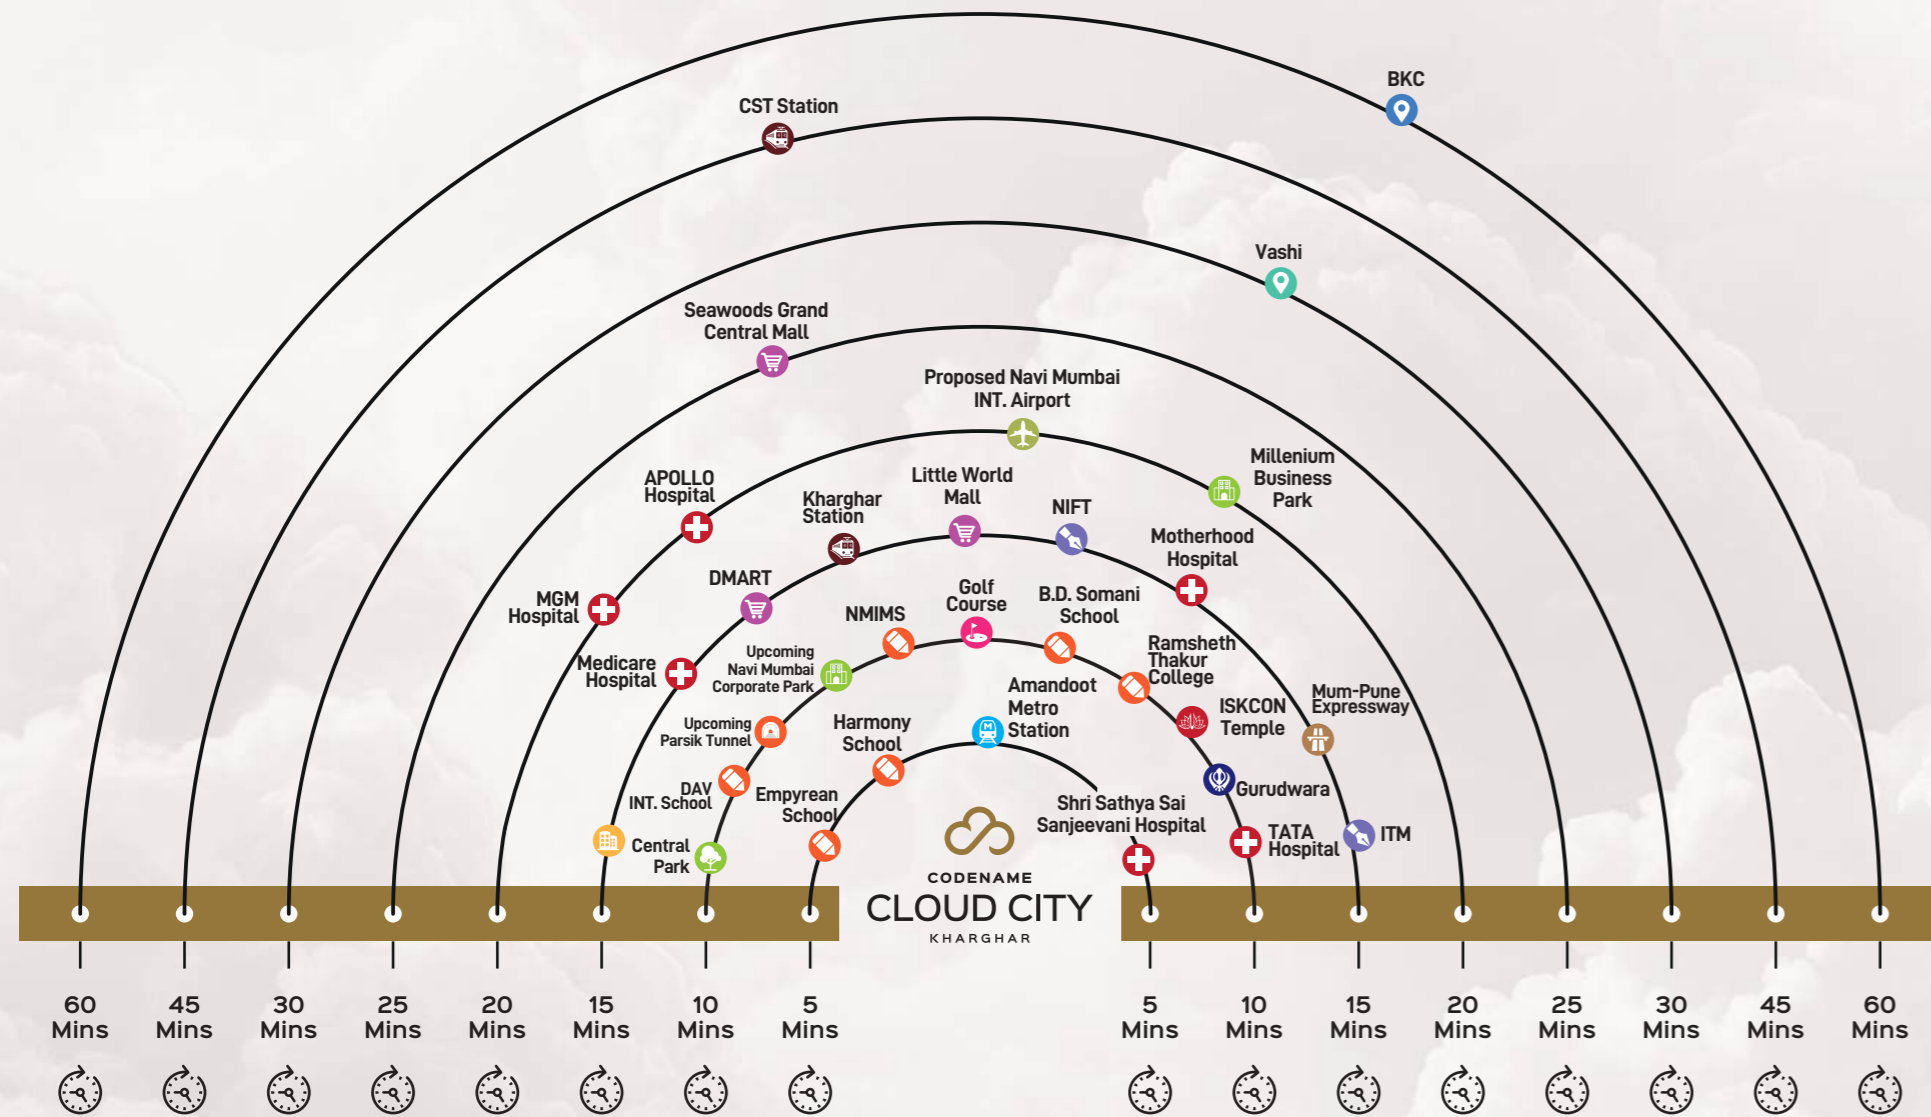 BKC
CST Station
Vashi
Seawoods Grand
Central Mall
Proposed Navi Mumbai
INT. Airport
Millenium
Business
Park
APOLLO
Hospital
Kharghar
Station
Little World
Mall
NIFT
Motherhood
Hospital
MGM
Hospital
DMART
NMIMS
Golf
Course
B.D. Somani
School
Medicare
Hospital
Upcoming
Navi Mumbai
Corporate Park
Ramsheth
Thakur
College
Amandoot
Metro
Station
ISKCON
Temple
Mum-Pune
Expressway
Upcoming
Parsik Tunnel
Harmony
School
DAV
INT. School
Empyrean
School
Shri Sathya Sai
Sanjeevani Hospital
Gurudwara
Central
Park
TATA
Hospital
ITM
CODENAME
CLOUD CITY
KHARGHAR
60 45 30 25 20 15 10 5 5 10 15 20 25 30 45 60
Mins Mins Mins Mins Mins Mins Mins Mins Mins Mins Mins Mins Mins Mins Mins Mins